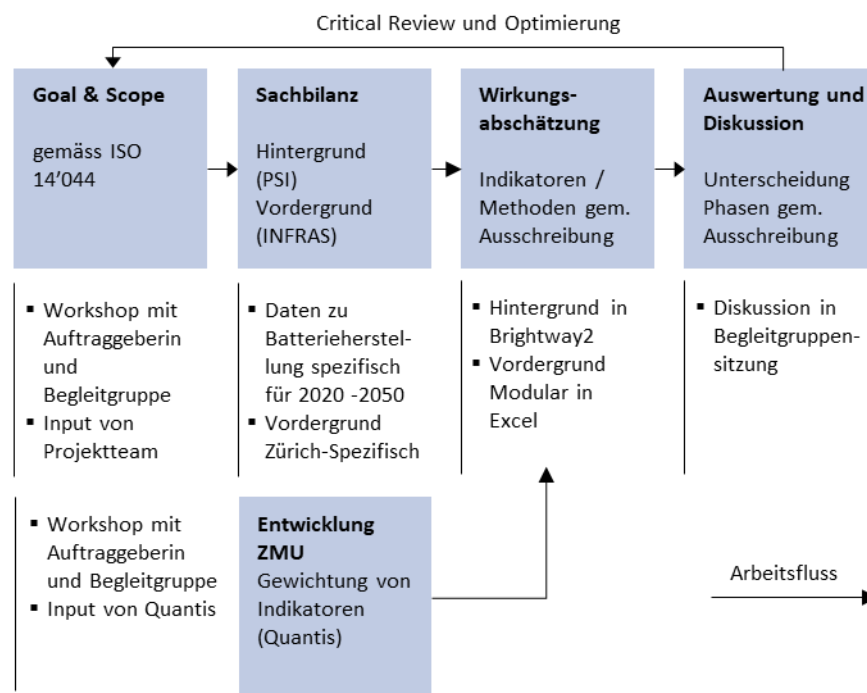 Critical Review und Optimierung
Goal & Scope
gemäss ISO
14’044
Sachbilanz
Hintergrund
(PSI)
Vordergrund
(INFRAS)
Wirkungs-
abschätzung
Indikatoren /
Methoden gem.
Ausschreibung
Auswertung und
Diskussion
Unterscheidung
Phasen gem.
Ausschreibung
▪ Workshop mit
Auftraggeberin
und
Begleitgruppe
▪ Input von
Projektteam
▪ Daten zu
Batterieherstel-
lung spezifisch
für 2020 -2050
▪ Vordergrund
Zürich-Spezifisch
▪ Hintergrund in
Brightway2
▪ Vordergrund
Modular in
Excel
▪ Diskussion in
Begleitgruppen-
sitzung
▪ Workshop mit
Auftraggeberin
und Begleitgruppe
▪ Input von Quantis
Entwicklung
ZMU
Gewichtung von
Indikatoren
(Quantis)
Arbeitsfluss